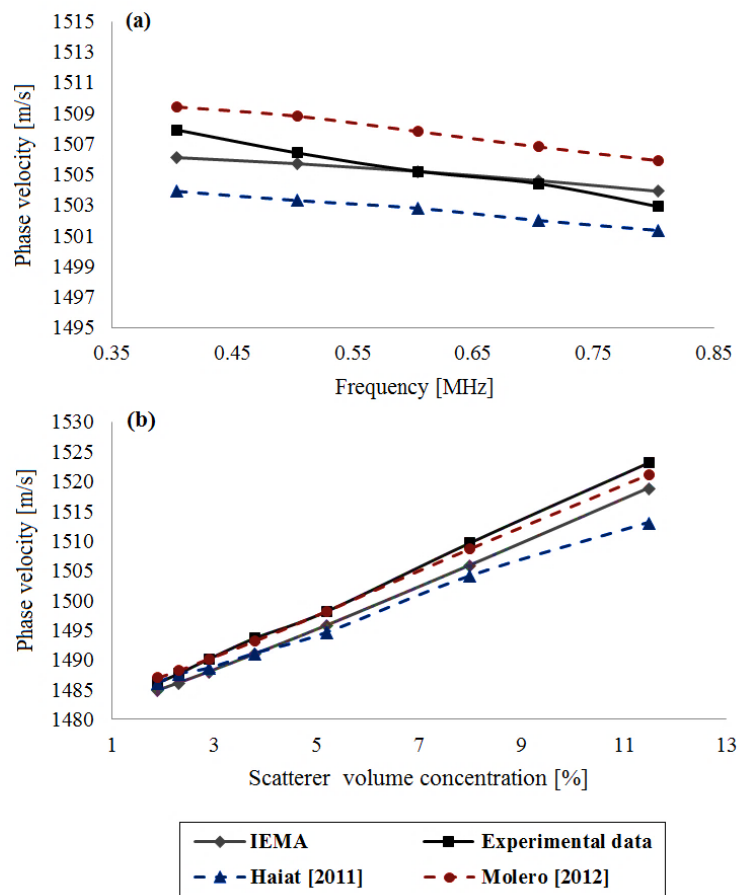 (a)
Phase velocity [m/s]
1515
1513
1511
1509
1507
1505
1503
1501
1499
1497
1495
0.35 0.45 0.55 0.65 0.75 0.85
Frequency [MHz]
(b)
Phase velocity [m/s]
1530
1525
1520
1515
1510
1505
1500
1495
1490
1485
1480
1 3 5 7 9 11 13
Scatterer volume concentration [%]
IEMA Experimental data
Haiat [2011] Molero [2012]